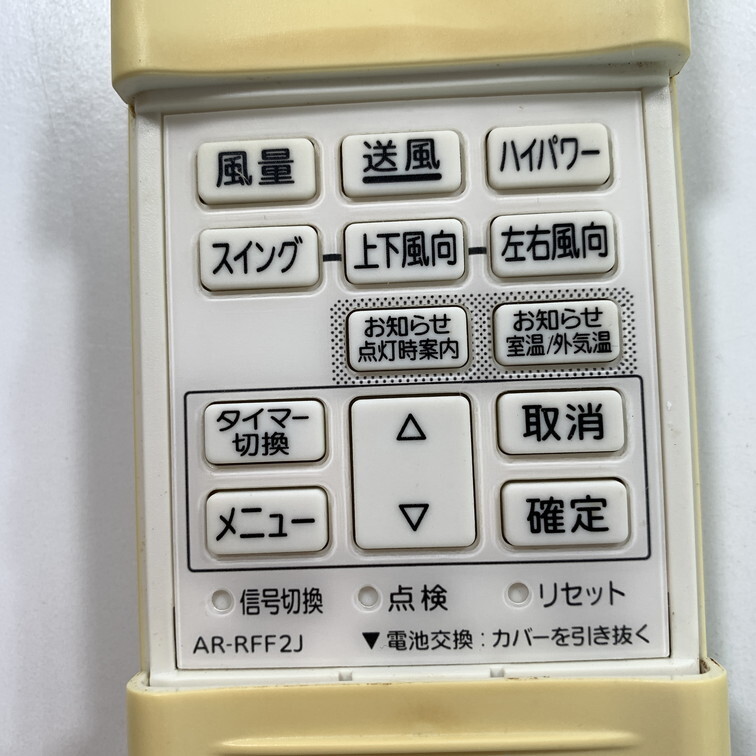 風量 送風 ハイパワー
スイング 上下風向 左右風向
お知らせ
点灯時案内
お知らせ
室温/外気温
タイマー
切換
△
取消
メニュー
▽
確定
信号切換 点検 リセット
AR-RFF2J ▼電池交換:カバーを引き抜く